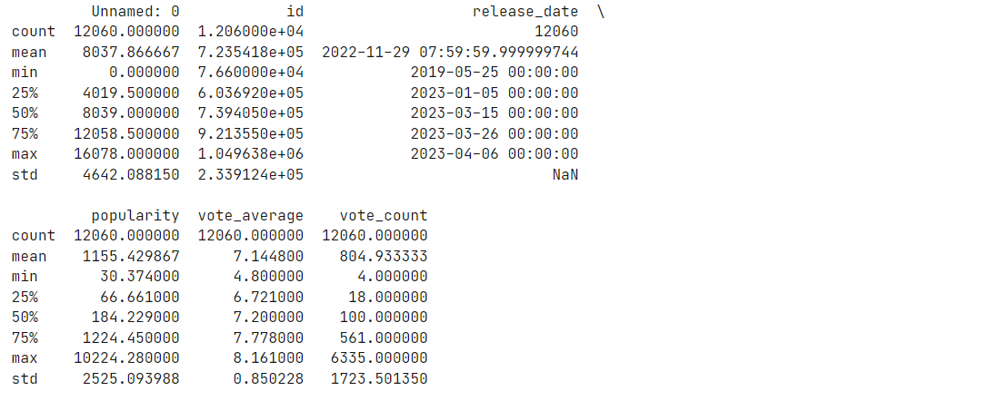 Unnamed: 0 id release_date \
count 12060.000000 1.206000e+04 12060
mean 8037.866667 7.235418e+05 2022-11-29 07:59:59.999999744
min 0.000000 7.660000e+04 2019-05-25 00:00:00
25% 4019.500000 6.036920e+05 2023-01-05 00:00:00
50% 8039.000000 7.394050e+05 2023-03-15 00:00:00
75% 12058.500000 9.213550e+05 2023-03-26 00:00:00
max 16078.000000 1.049638e+06 2023-04-06 00:00:00
std 4642.088150 2.339124e+05 NaN
popularity vote_average vote_count
count 12060.000000 12060.000000 12060.000000
mean 1155.429867 7.144800 804.933333
min 30.374000 4.800000 4.000000
25% 66.661000 6.721000 18.000000
50% 184.229000 7.200000 100.000000
75% 1224.450000 7.778000 561.000000
max 10224.280000 8.161000 6335.000000
std 2525.093988 0.850228 1723.501350